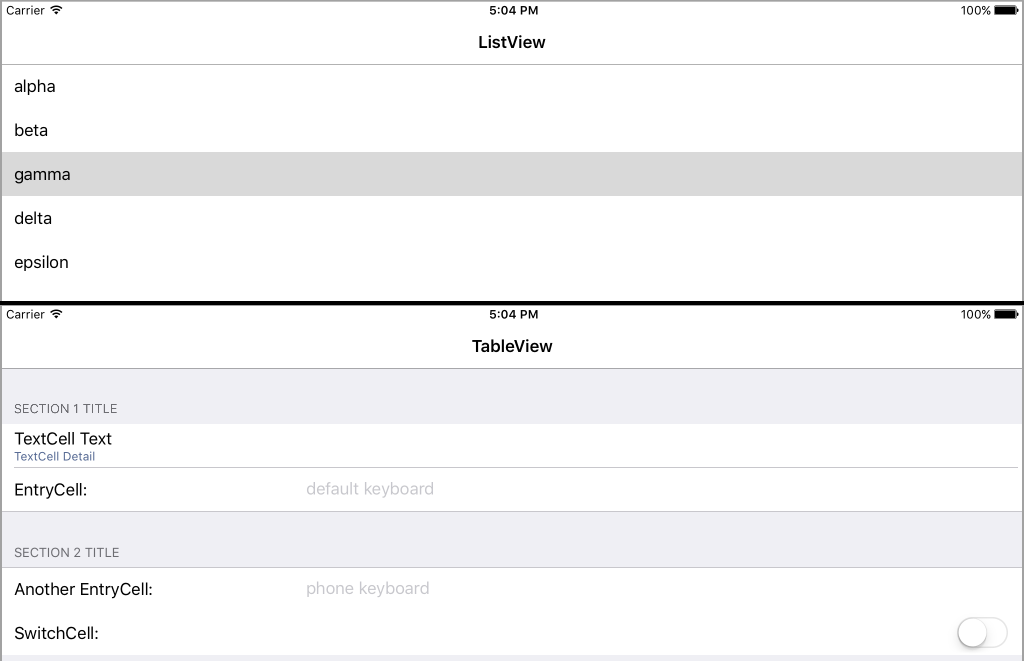 Carrier 5:04 PM 100%
ListView
alpha
beta
gamma
delta
epsilon
Carrier 5:04 PM 100%
TableView
SECTION 1 TITLE
TextCell Text
TextCell Detail
EntryCell: default keyboard
SECTION 2 TITLE
Another EntryCell: phone keyboard
SwitchCell: